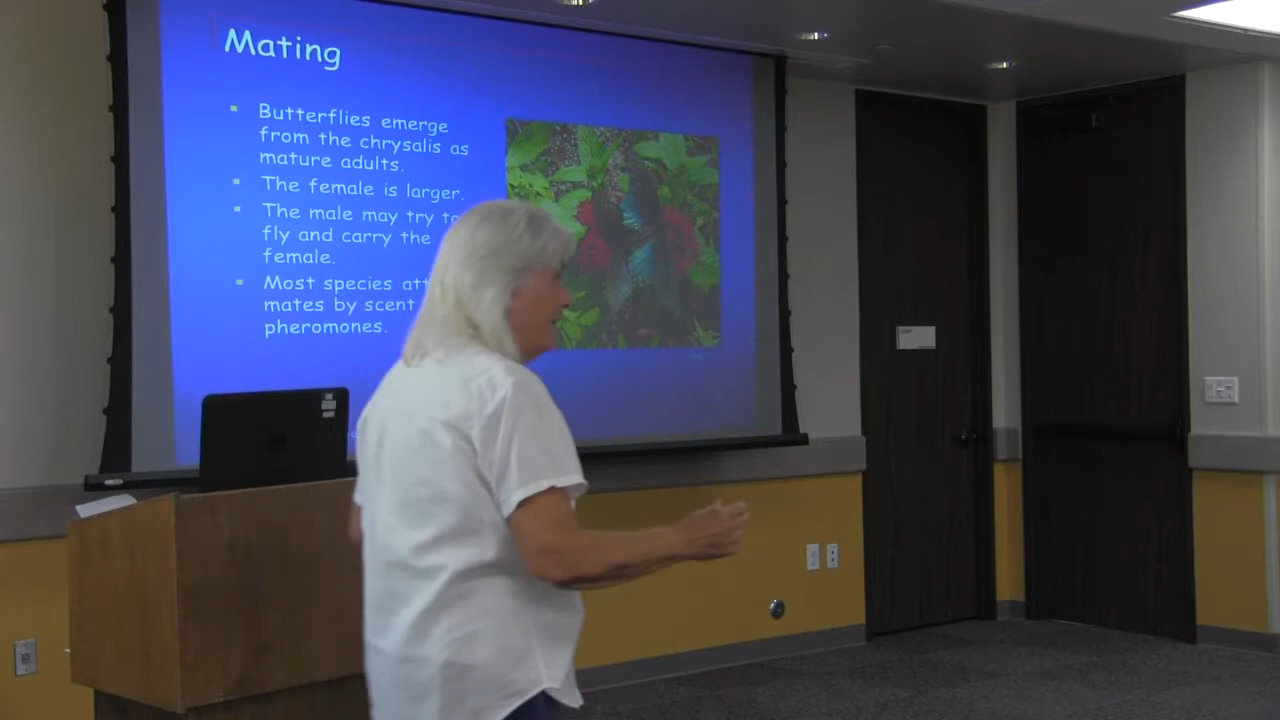 Mating
Butterflies emerge
from the chrysalis as
mature adults.
The female is larger.
The male may try to
fly and carry the
female.
Most species att
mates by scent
pheromones.